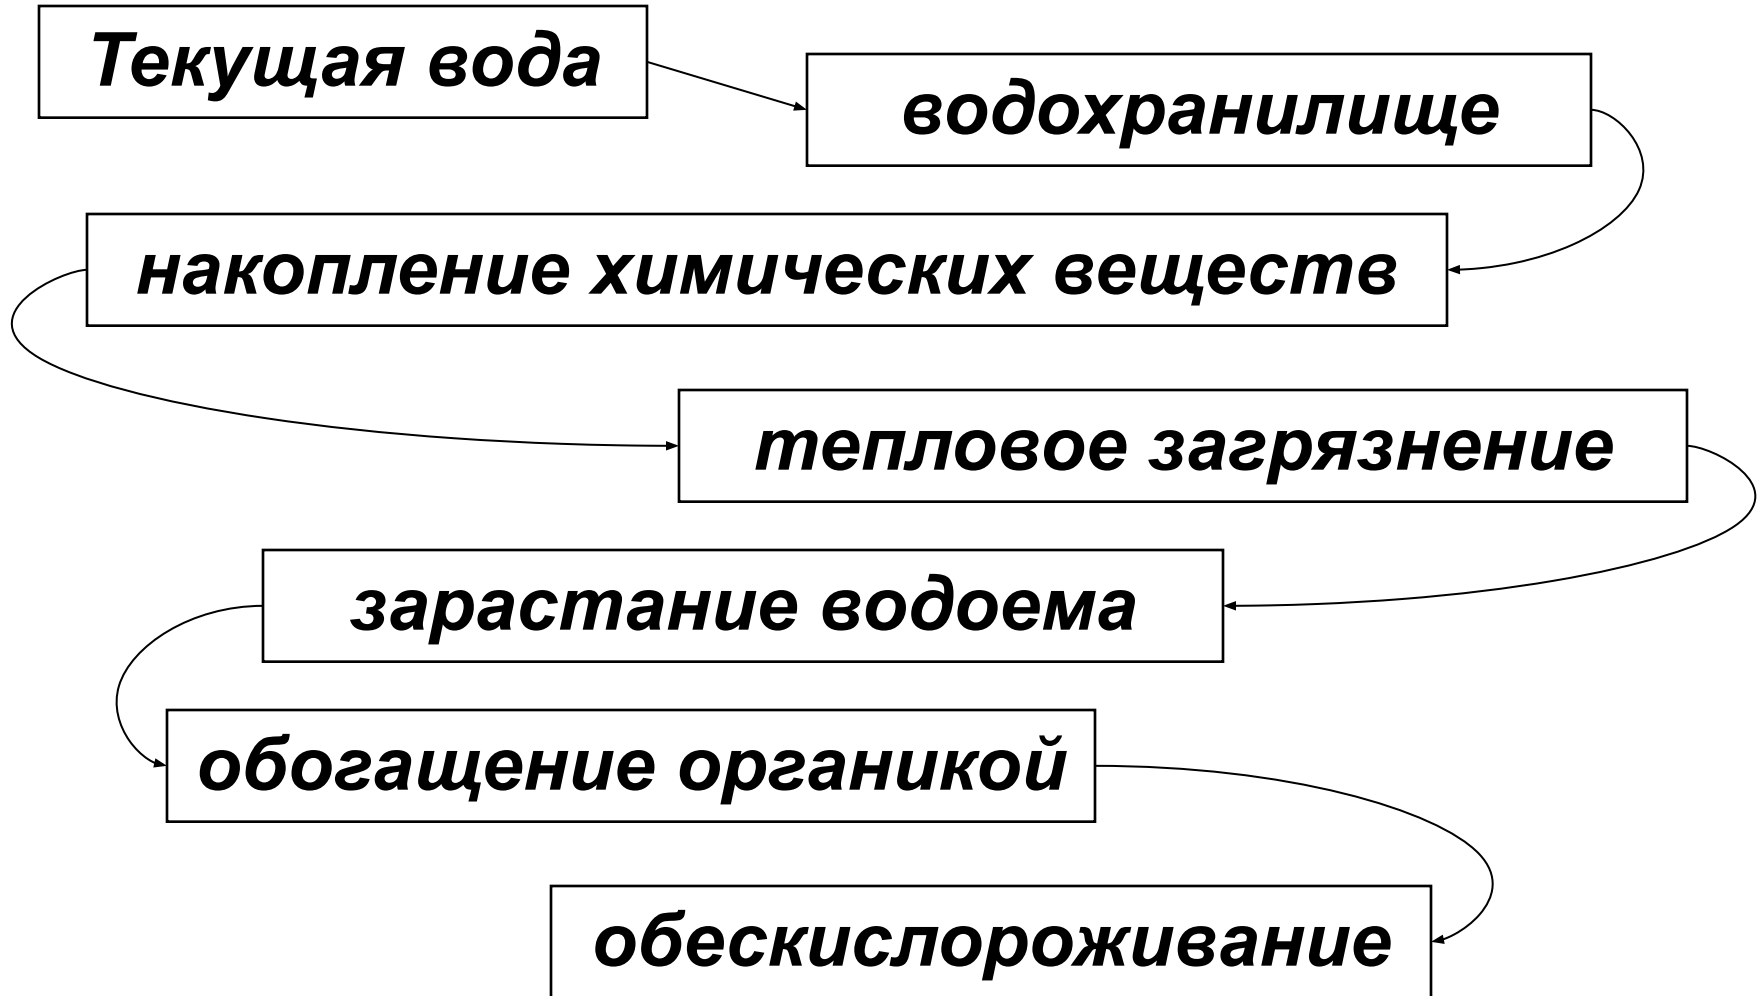 Текущая вода
водохранилище
накопление химических веществ
тепловое загрязнение
зарастание водоема
обогащение органикой
обескислороживание